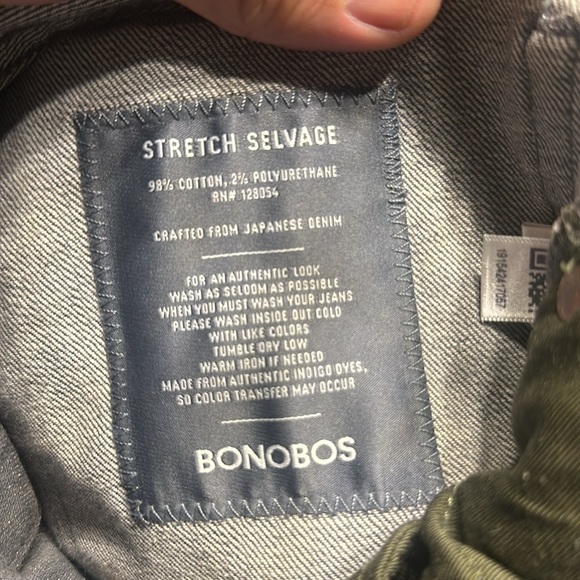 STRETCH SELVAGE
98% COTTON, 2% POLYURETHANE
RN# 128054
CRAFTED FROM JAPANESE DENIM
FOR AN AUTHENTIC LOOK
WASH AS SELDOM AS POSSIBLE
WHEN YOU MUST WASH YOUR JEANS
PLEASE WASH INSIDE OUT COLD
WITH LIKE COLORS
TUMBLE DRY LOW
WARM IRON IF NEEDED
MADE FROM AUTHENTIC INDIGO DYES,
SO COLOR TRANSFER MAY OCCUR
BONOBOS
191542417057